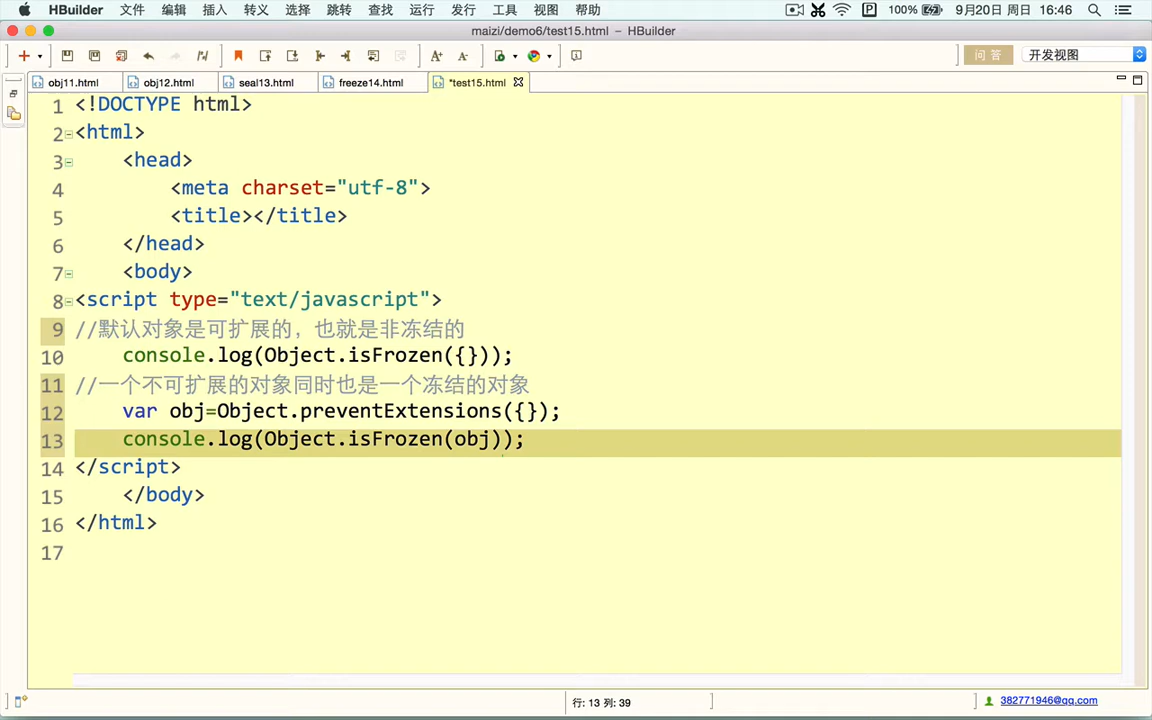 HBuilder 文件 编辑 插入 转义 选择 跳转 查找 运行 发行 工具 视图 帮助 100% 9月20日 周日 16:46
maizi/demo6/test15.html – HBuilder
问 答 开发视图
obj11.html obj12.html seal13.html freeze14.html *test15.html
1 <!DOCTYPE html>
2 <html>
3 <head>
4 <meta charset="utf-8">
5 <title></title>
6 </head>
7 <body>
8 <script type="text/javascript">
9 //默认对象是可扩展的，也就是非冻结的
10 console.log(Object.isFrozen({}));
11 //一个不可扩展的对象同时也是一个冻结的对象
12 var obj=Object.preventExtensions({});
13 console.log(Object.isFrozen(obj));
14 </script>
15 </body>
16 </html>
17
行: 13 列: 39 382771946@qq.com